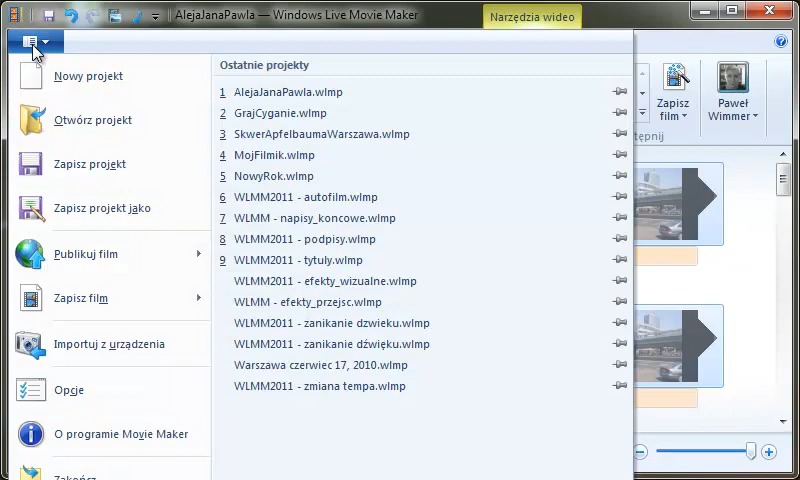 AlejaJanaPawla — Windows Live Movie Maker
Narzędzia wideo
Nowy projekt
Otwórz projekt
Zapisz projekt
Zapisz projekt jako
Publikuj film
Zapisz film
Importuj z urządzenia
Opcje
O programie Movie Maker
Zakończ
Ostatnie projekty
1 AlejaJanaPawla.wlmp
2 GrajCyganie.wlmp
3 SkwerApfelbaumaWarszawa.wlmp
4 MojFilmik.wlmp
5 NowyRok.wlmp
6 WLMM2011 - autofilm.wlmp
7 WLMM - napisy_koncowe.wlmp
8 WLMM2011 - podpisy.wlmp
9 WLMM2011 - tytuly.wlmp
WLMM2011 - efekty_wizualne.wlmp
WLMM - efekty_przejsc.wlmp
WLMM2011 - zanikanie dzwieku.wlmp
WLMM2011 - zanikanie dźwięku.wlmp
Warszawa czerwiec 17, 2010.wlmp
WLMM2011 - zmiana tempa.wlmp
Zapisz
film
Paweł
Wimmer